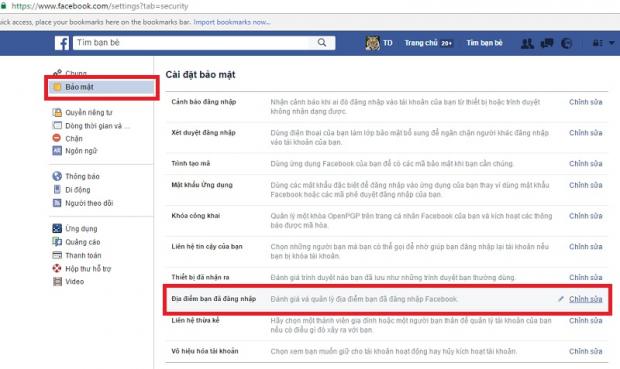 https://www.facebook.com/settings?tab=security
uick access, place your bookmarks here on the bookmarks bar. Import bookmarks now...
f Tìm bạn bè TD Trang chủ 20+ Tìm bạn bè
Chung
Bảo mật
Quyền riêng tư
Dòng thời gian và ...
Chặn
Ngôn ngữ
Thông báo
Di động
Người theo dõi
Ứng dụng
Quảng cáo
Thanh toán
Hộp thư hỗ trợ
Video
Cài đặt bảo mật
Cảnh báo đăng nhập Nhận cảnh báo khi ai đó đăng nhập vào tài khoản của bạn từ thiết bị hoặc trình duyệt Chỉnh sửa
không nhận dạng được.
Xét duyệt đăng nhập Dùng điện thoại của bạn làm lớp bảo mật bổ sung để ngăn chặn người khác đăng nhập Chỉnh sửa
vào tài khoản của bạn.
Trình tạo mã Dùng ứng dụng Facebook của bạn để có các mã bảo mật khi bạn cần chúng. Chỉnh sửa
Mật khẩu Ứng dụng Dùng các mật khẩu đặc biệt để đăng nhập vào ứng dụng của bạn thay vì dùng mật khẩu Chỉnh sửa
Facebook hoặc các mã phê duyệt đăng nhập của bạn.
Khóa công khai Quản lý một khóa OpenPGP trên trang cá nhân Facebook của bạn và kích hoạt các thông Chỉnh sửa
báo được mã hóa.
Liên hệ tin cậy của bạn Chọn những người mà bạn có thể gọi để nhờ giúp bạn đăng nhập lại tài khoản nếu Chỉnh sửa
bạn bị khóa tài khoản.
Thiết bị đã nhận ra Đánh giá trình duyệt nào bạn đã lưu như những trình duyệt bạn thường dùng. Chỉnh sửa
Địa điểm bạn đã đăng nhập Đánh giá và quản lý địa điểm bạn đã đăng nhập Facebook. Chỉnh sửa
Liên hệ thừa kế Hãy chọn một thành viên gia đình hoặc một người bạn thân để quản lí tài khoản của bạn Chỉnh sửa
nếu có điều gì đó xảy ra với bạn.
Vô hiệu hóa tài khoản Chọn xem bạn muốn giữ cho tài khoản hoạt động hay hủy kích hoạt tài khoản. Chỉnh sửa